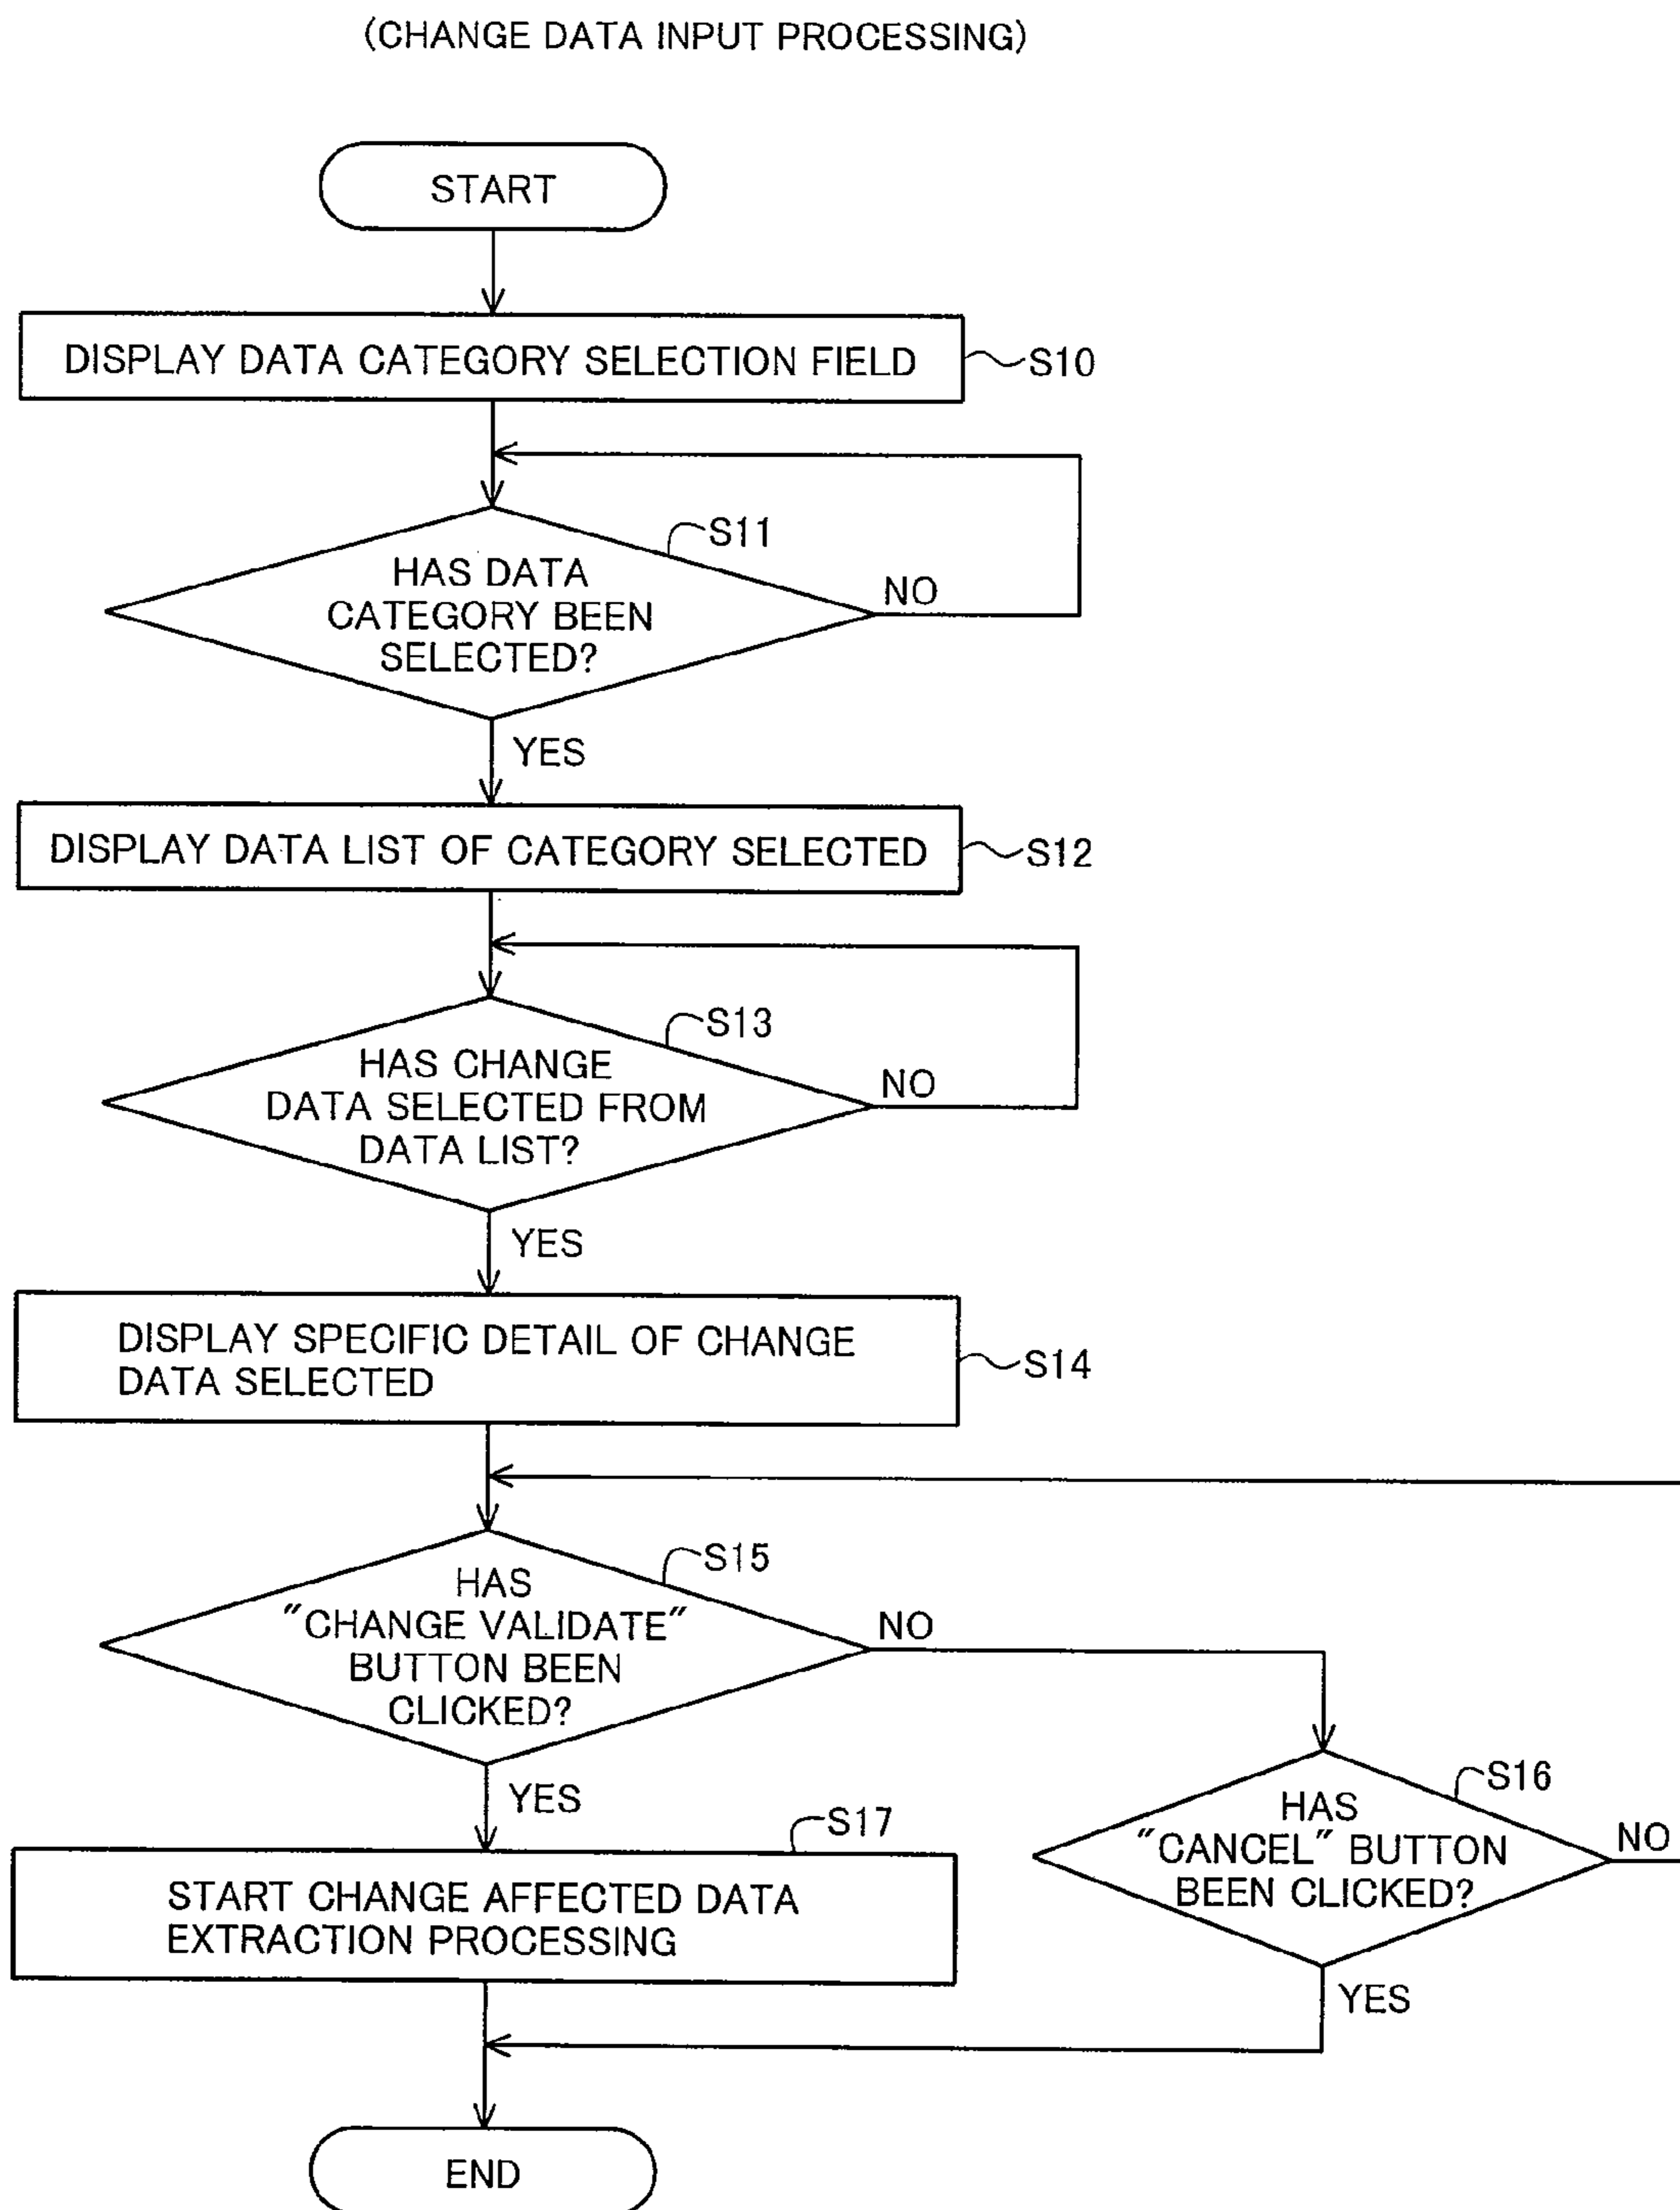 (CHANGE DATA INPUT PROCESSING)
START
DISPLAY DATA CATEGORY SELECTION FIELD
S10
S11
HAS DATA
CATEGORY BEEN
SELECTED?
NO
YES
DISPLAY DATA LIST OF CATEGORY SELECTED
S12
S13
HAS CHANGE
DATA SELECTED FROM
DATA LIST?
NO
YES
DISPLAY SPECIFIC DETAIL OF CHANGE
DATA SELECTED
S14
S15
HAS
"CHANGE VALIDATE"
BUTTON BEEN
CLICKED?
NO
YES
S16
HAS
"CANCEL" BUTTON
BEEN CLICKED?
NO
YES
S17
START CHANGE AFFECTED DATA
EXTRACTION PROCESSING
END